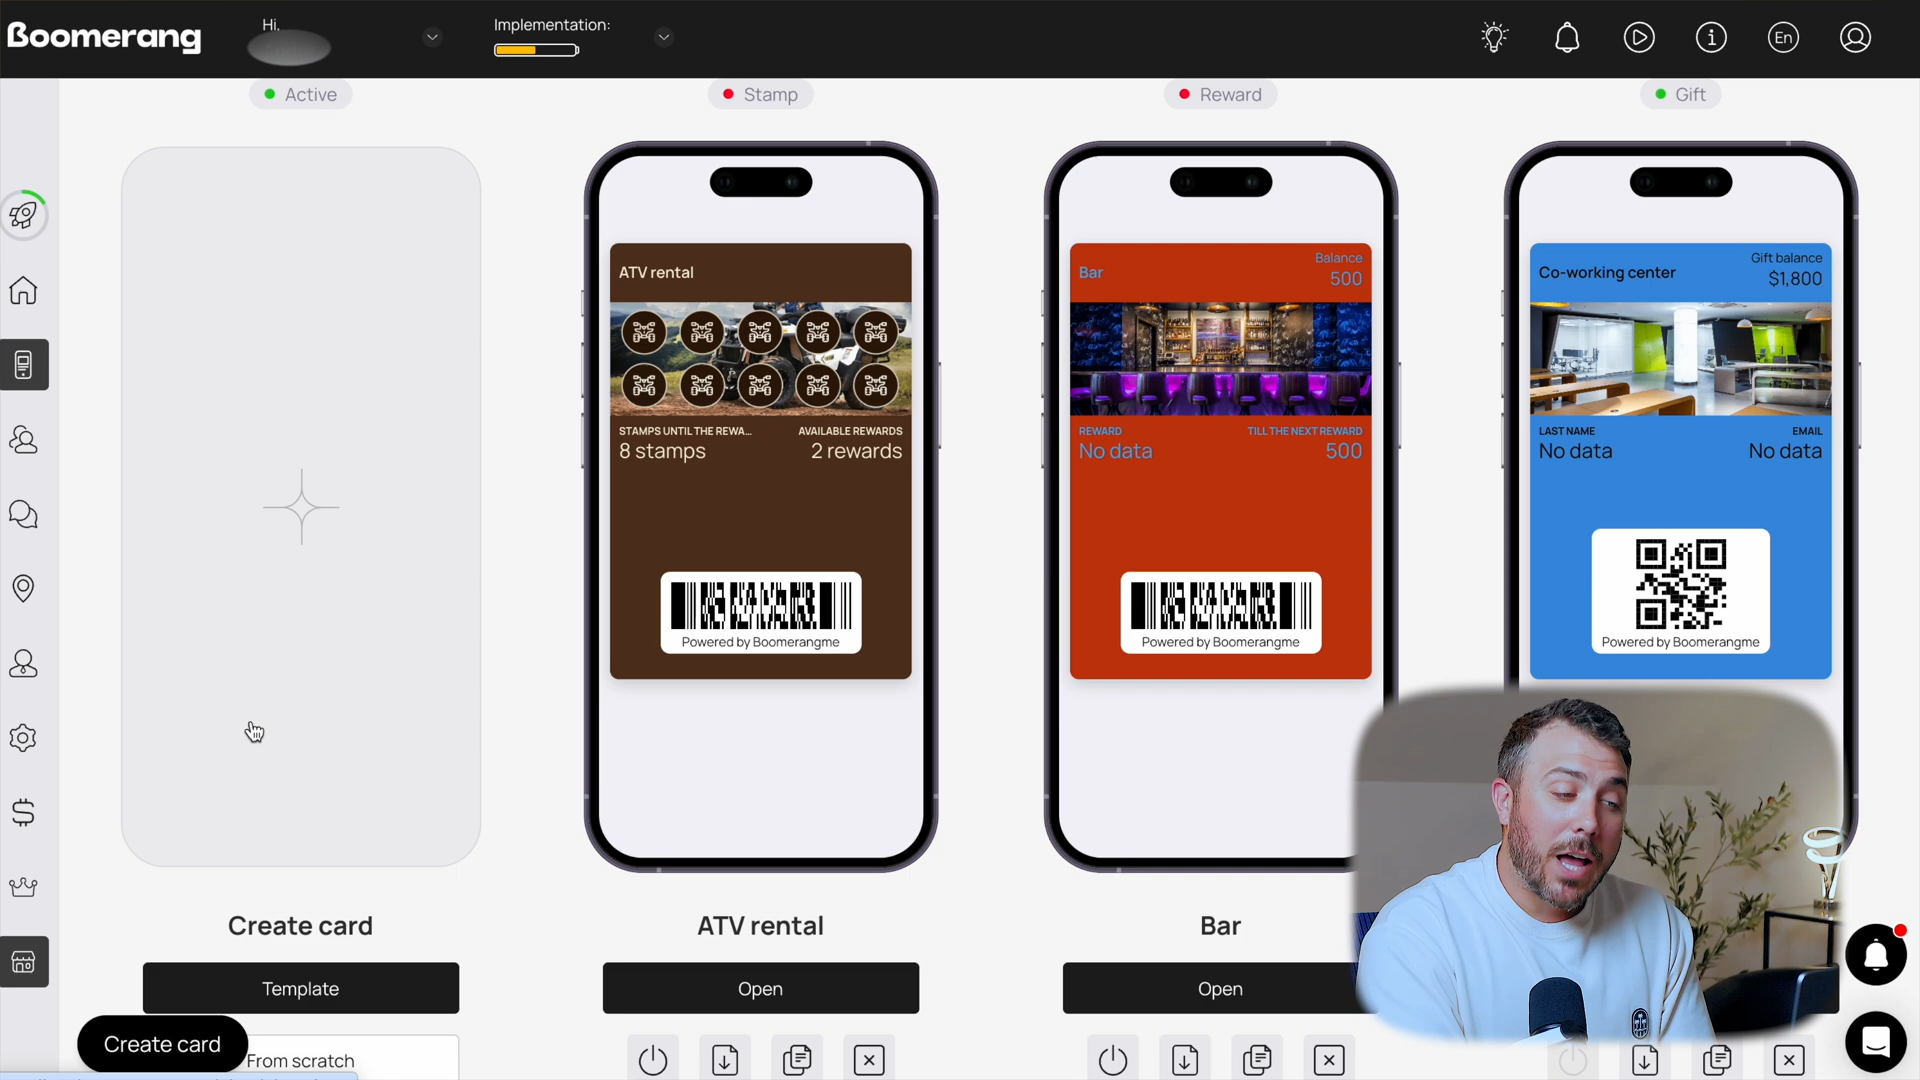 Boomerang
Hi,
Implementation:
En
Active
Stamp
Reward
Gift
ATV rental
STAMPS UNTIL THE REWA...
AVAILABLE REWARDS
8 stamps
2 rewards
Powered by Boomerangme
Bar
Balance
500
REWARD
TILL THE NEXT REWARD
No data
500
Powered by Boomerangme
Co-working center
Gift balance
$1,800
LAST NAME
EMAIL
No data
No data
Powered by Boomerangme
Create card
ATV rental
Bar
Template
Open
Open
Create card
From scratch